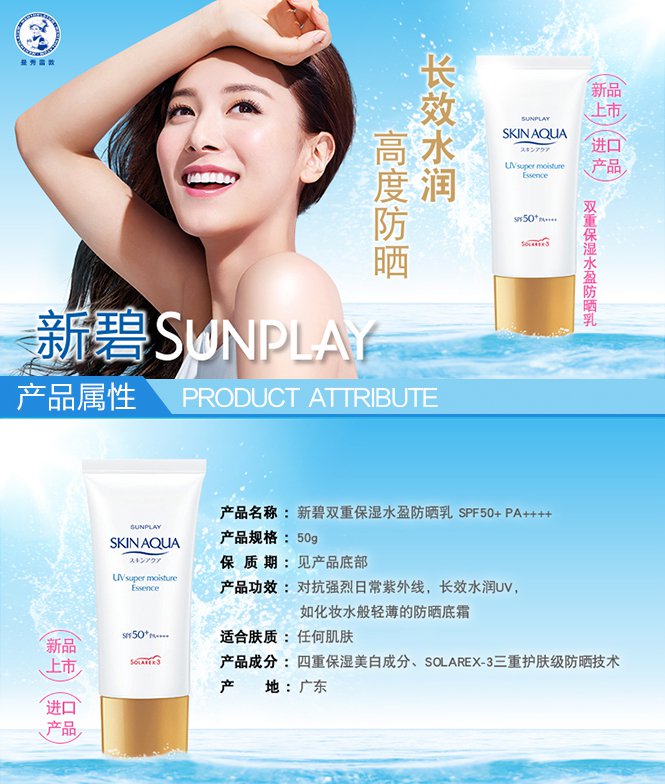 曼秀雷敦
长效水润
高度防晒
SUNPLAY
SKIN AQUA
スキンアクア
UV super moisture
Essence
SPF50+ PA++++
SOLAREX-3
新品
上市
进口
产品
双重保湿水盈防晒乳
新碧SUNPLAY
产品属性 PRODUCT ATTRIBUTE
SUNPLAY
SKIN AQUA
スキンアクア
UV super moisture
Essence
SPF50+ PA++++
SOLAREX-3
新品
上市
进口
产品
产品名称：新碧双重保湿水盈防晒乳 SPF50+ PA++++
产品规格：50g
保 质 期：见产品底部
产品功效：对抗强烈日常紫外线，长效水润UV，
如化妆水般轻薄的防晒底霜
适合肤质：任何肌肤
产品成分：四重保湿美白成分、SOLAREX-3三重护肤级防晒技术
产 地：广东